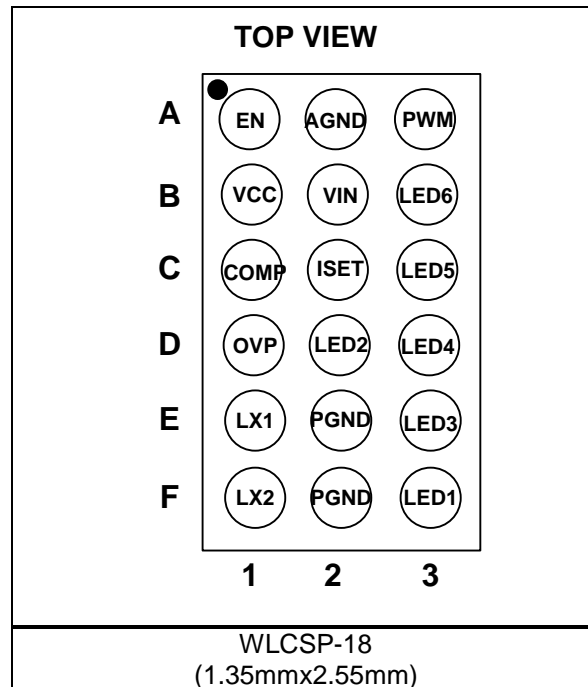 TOP VIEW
A EN AGND PWM
B VCC VIN LED6
C COMP ISET LED5
D OVP LED2 LED4
E LX1 PGND LED3
F LX2 PGND LED1
1 2 3
WLCSP-18
(1.35mmx2.55mm)